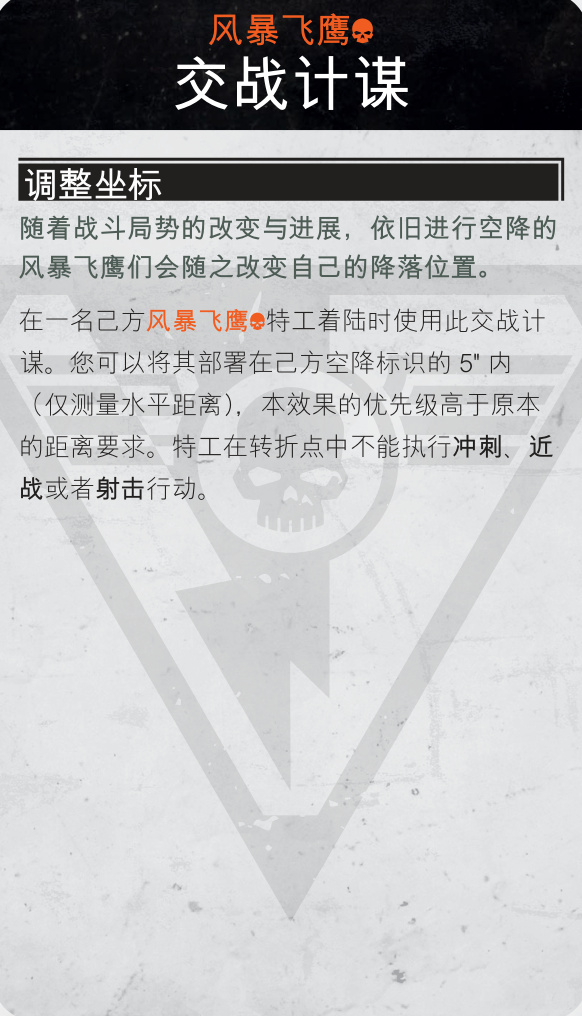 风暴飞鹰
交战计谋
调整坐标
随着战斗局势的改变与进展，依旧进行空降的
风暴飞鹰们会随之改变自己的降落位置。
在一名己方风暴飞鹰特工着陆时使用此交战计
谋。您可以将其部署在己方空降标识的 5" 内
（仅测量水平距离），本效果的优先级高于原本
的距离要求。特工在转折点中不能执行冲刺、近
战或者射击行动。